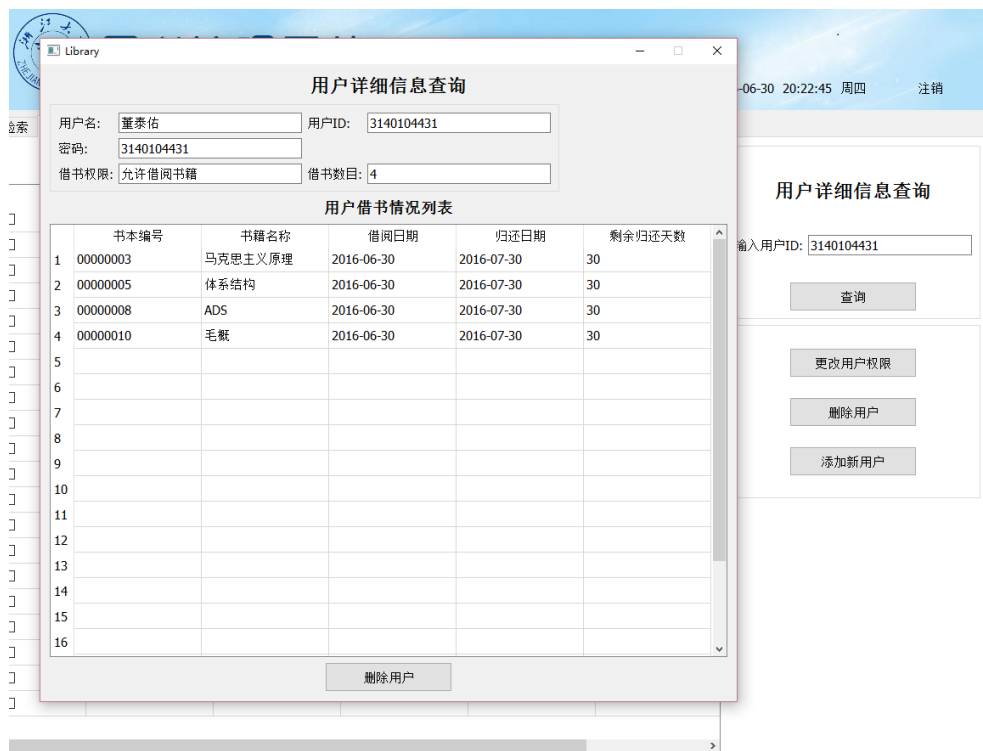 Library
用户详细信息查询
-06-30 20:22:45 周四 注销
用户名: 董泰佑 用户ID: 3140104431
密码: 3140104431
借书权限: 允许借阅书籍 借书数目: 4
用户借书情况列表
书本编号 书籍名称 借阅日期 归还日期 剩余归还天数
1 00000003 马克思主义原理 2016-06-30 2016-07-30 30
2 00000005 体系结构 2016-06-30 2016-07-30 30
3 00000008 ADS 2016-06-30 2016-07-30 30
4 00000010 毛概 2016-06-30 2016-07-30 30
5
6
7
8
9
10
11
12
13
14
15
16
删除用户
检索
用户详细信息查询
输入用户ID: 3140104431
查询
更改用户权限
删除用户
添加新用户